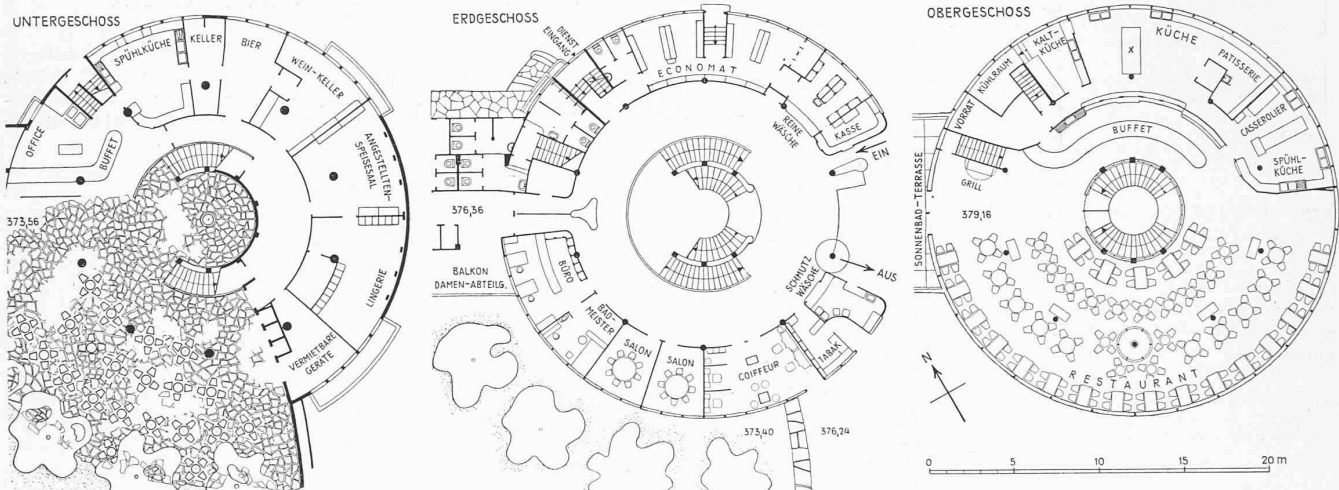 UNTERGESCHOSS
SPÜHLKÜCHE
KELLER
BIER
WEIN-KELLER
OFFICE
BUFFET
ANGESTELLTEN-
SPEISESAAL
373,56
LINGERIE
VERMIETBARE
GERÄTE
ERDGESCHOSS
DIENST
EINGANG
ECONOMAT
REINE
WÄSCHE
KASSE
EIN
376,36
BALKON
DAMEN-ABTEILG.
BÜRO
BAD-
MEISTER
SALON
SALON
COIFFEUR
TABAK
SCHMUTZ
WÄSCHE
AUS
373,40
376,24
OBERGESCHOSS
KALT-
KÜCHE
KÜCHE
X
PATISSERIE
KÜHLRAUM
VORRAT
CASSEROLIER
BUFFET
SPÜHL-
KÜCHE
GRILL
SONNENBAD-TERRASSE
379,16
RESTAURANT
N
0 5 10 15 20 m